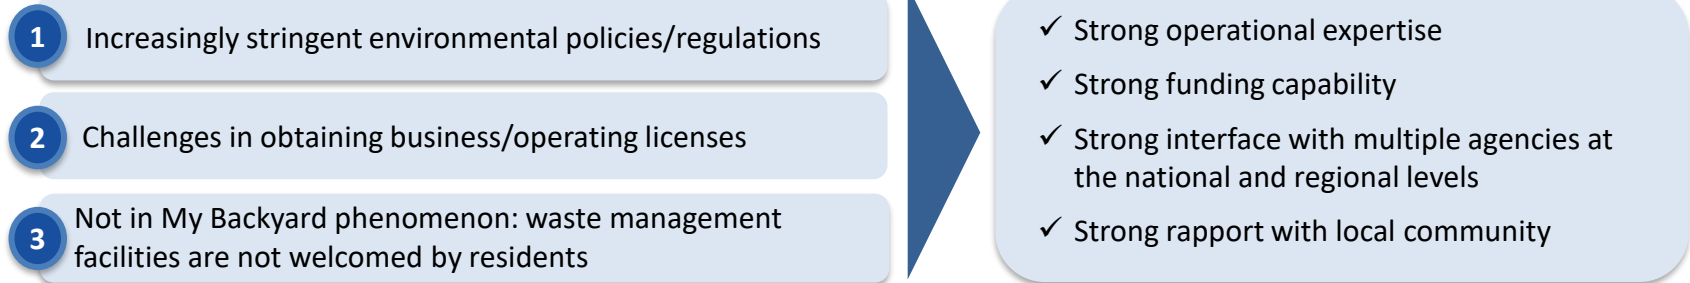 1
Increasingly stringent environmental policies/regulations
2
Challenges in obtaining business/operating licenses
3
Not in My Backyard phenomenon: waste management
facilities are not welcomed by residents
✓ Strong operational expertise
✓ Strong funding capability
✓ Strong interface with multiple agencies at
the national and regional levels
✓ Strong rapport with local community